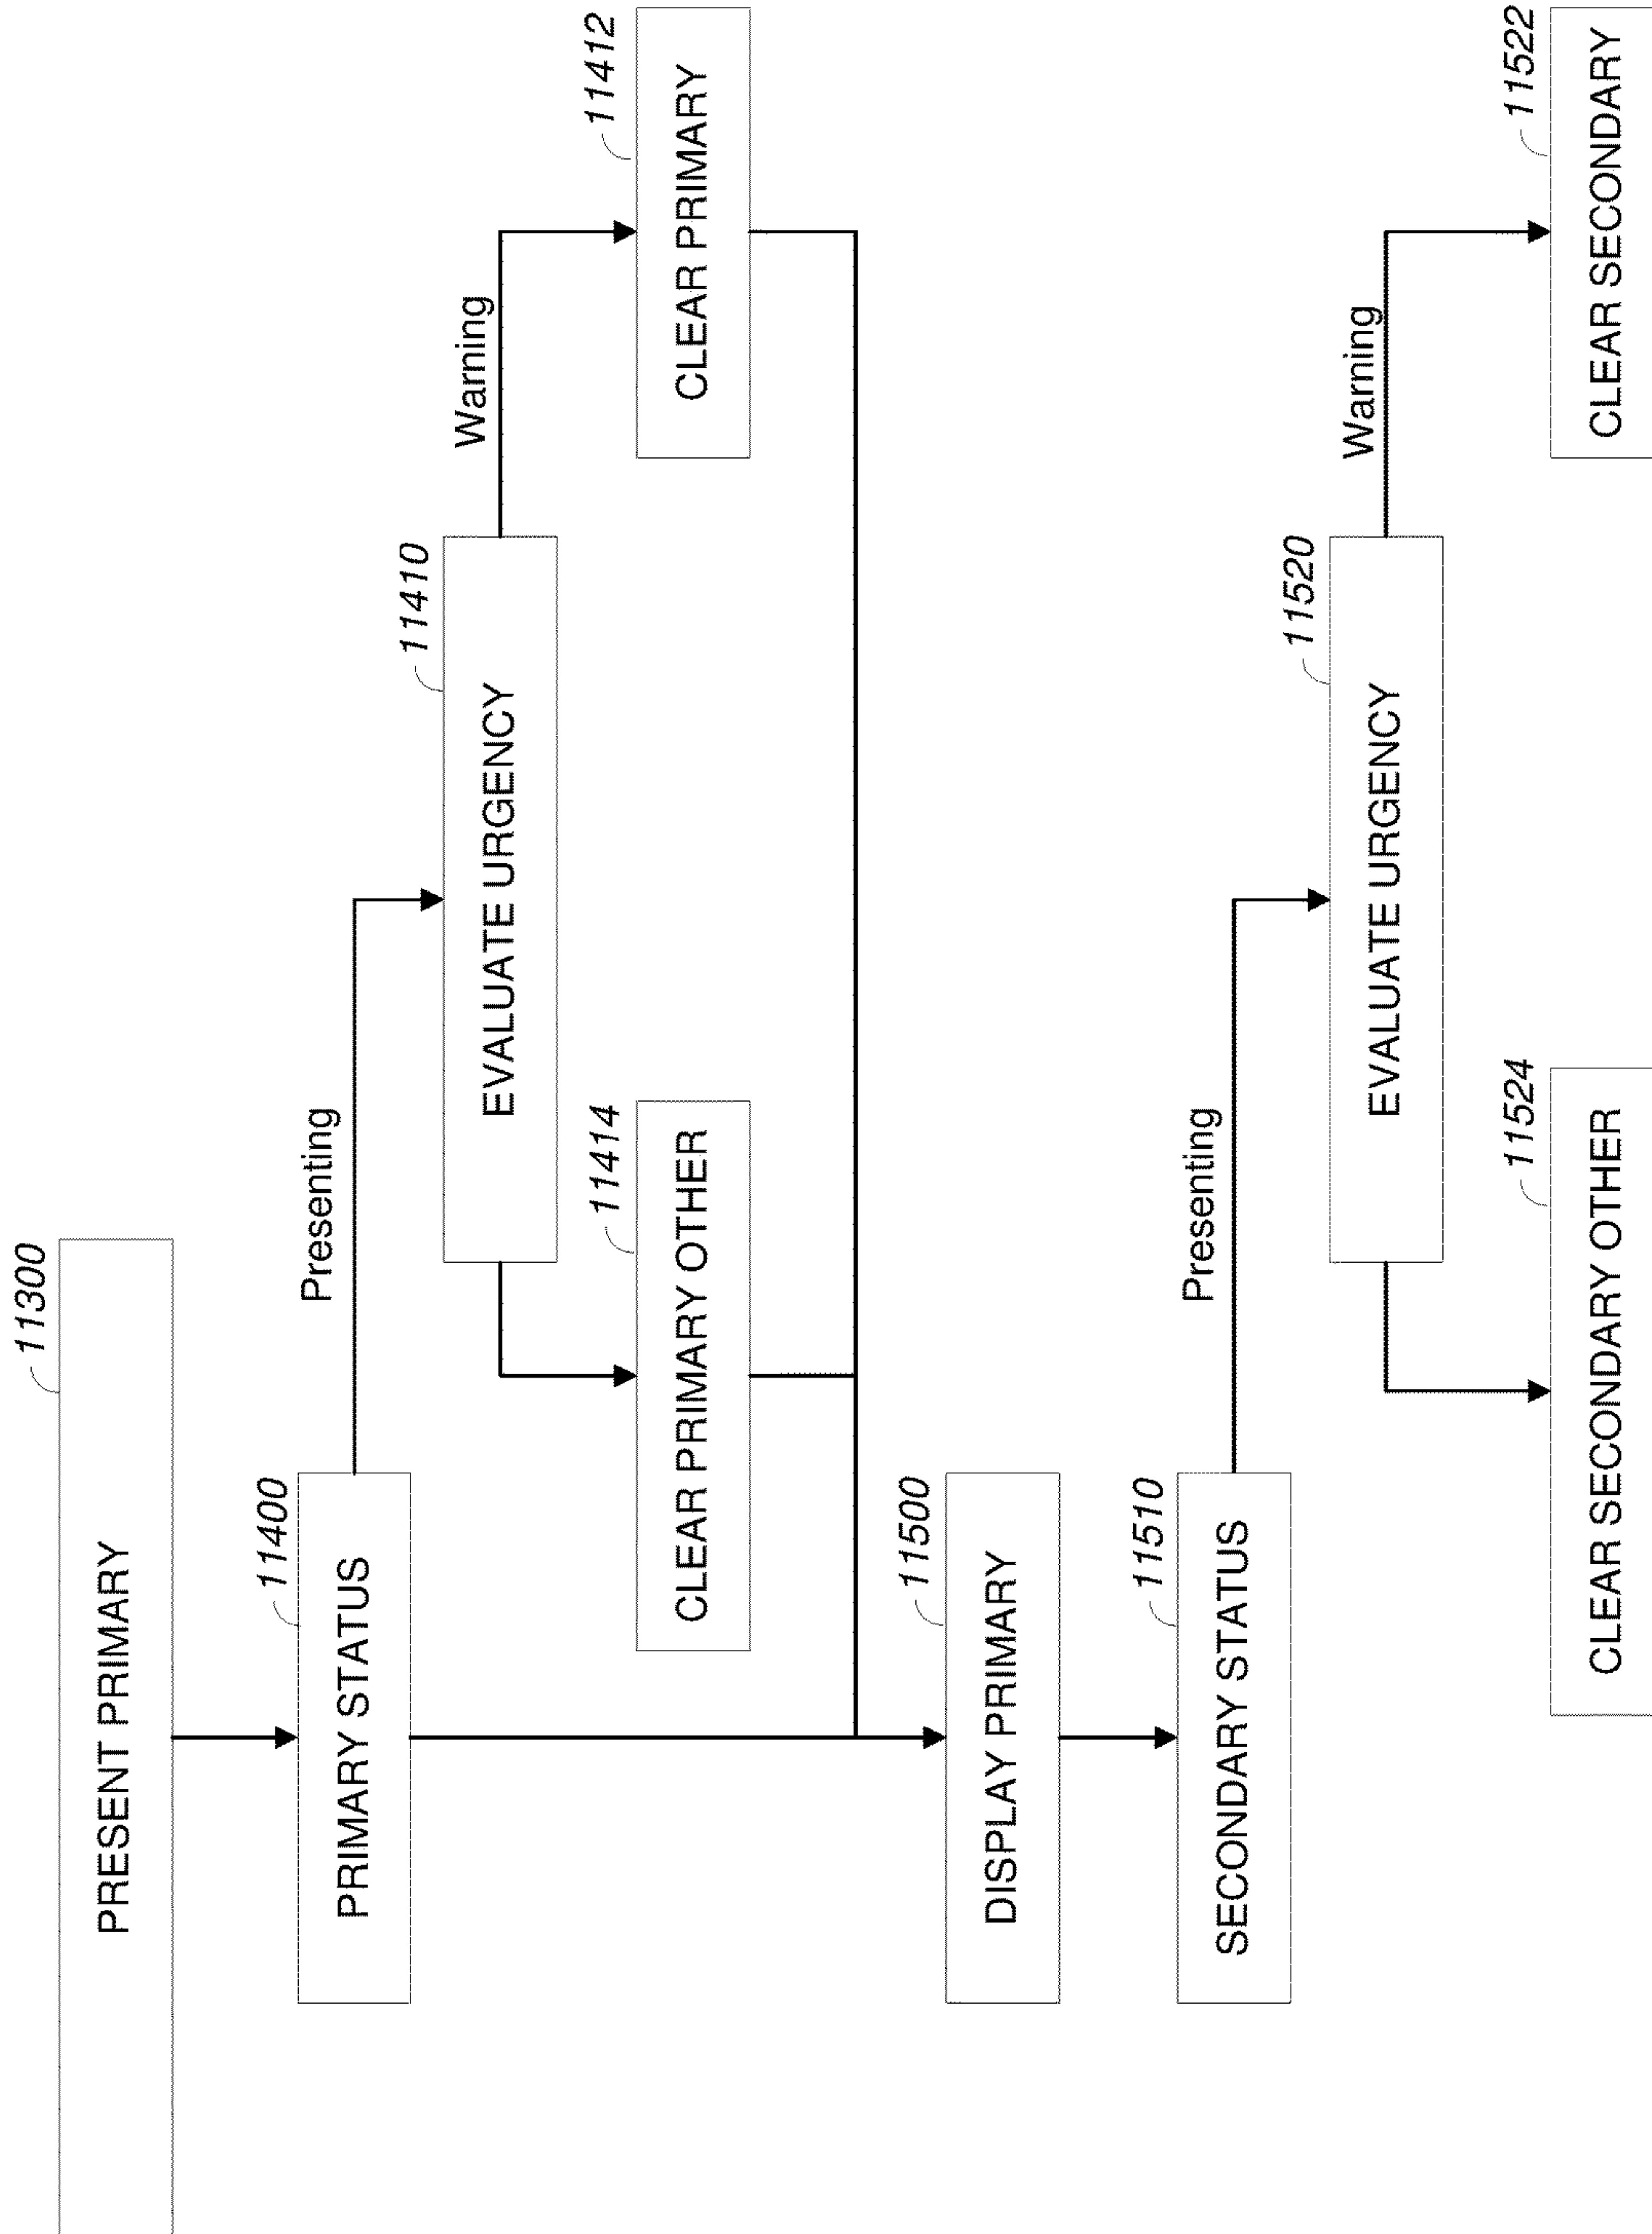 11300
PRESENT PRIMARY
11400
PRIMARY STATUS
Presenting
11410
EVALUATE URGENCY
Warning
11414
CLEAR PRIMARY OTHER
11412
CLEAR PRIMARY
11500
DISPLAY PRIMARY
11510
SECONDARY STATUS
Presenting
11520
EVALUATE URGENCY
Warning
11524
CLEAR SECONDARY OTHER
11522
CLEAR SECONDARY